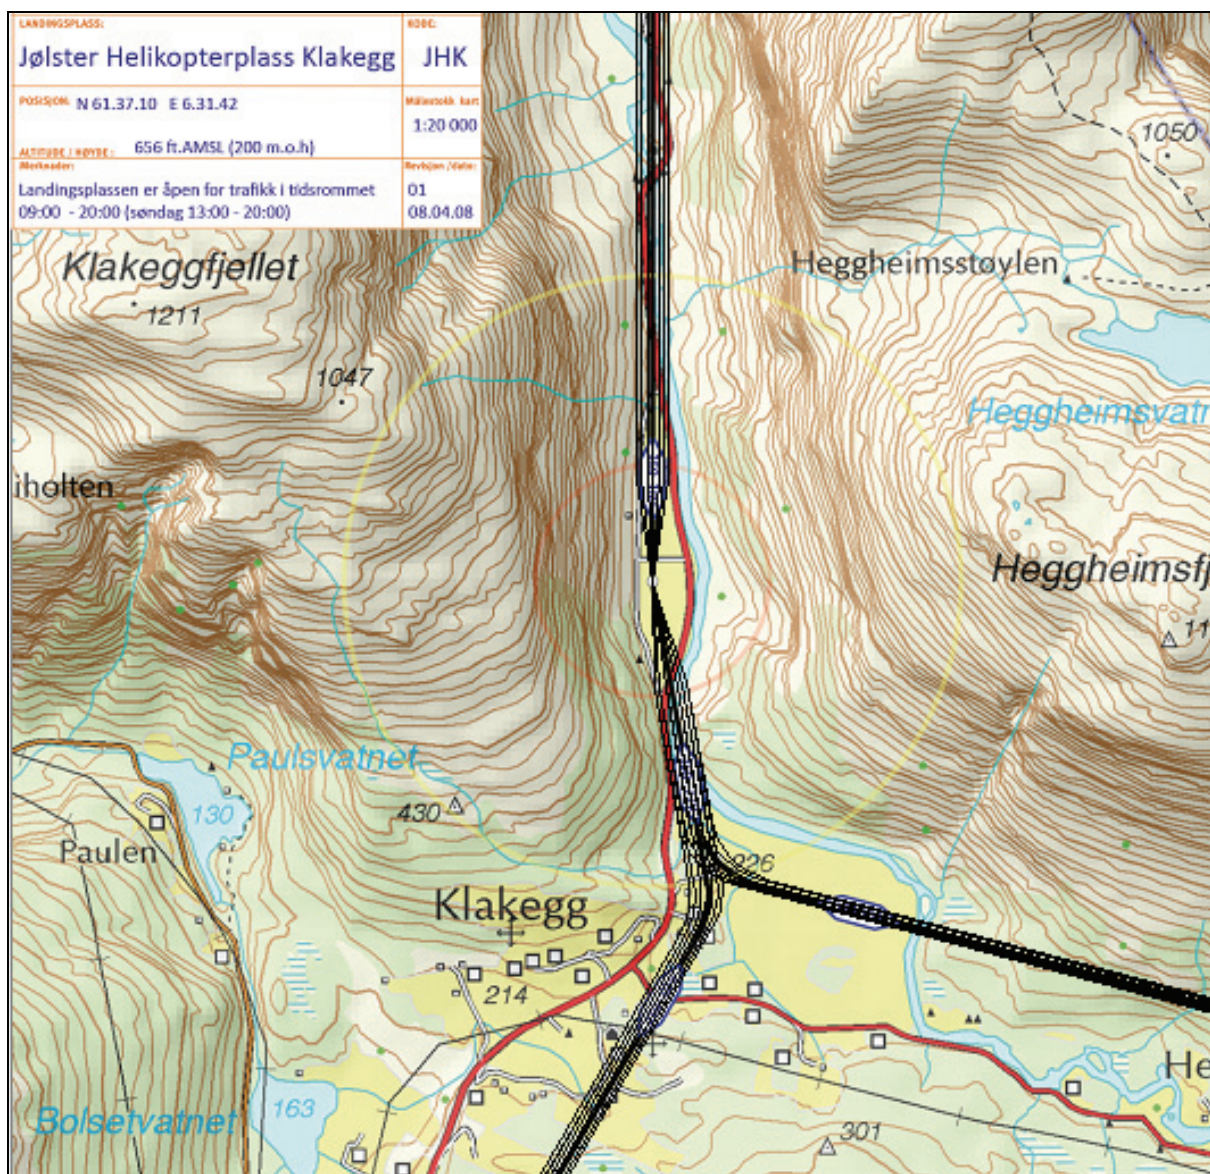 LANDINGSPLASS:
KODE:
Jølster Helikopterplass Klakegg
JHK
POSISJON: N 61.37.10 E 6.31.42
Målestokk kart
1:20 000
ALTITUDE / HØYDE: 656 ft.AMSL (200 m.o.h)
Merknader:
Revisjon /dato:
Landingsplassen er åpen for trafikk i tidsrommet
01
09:00 - 20:00 (søndag 13:00 - 20:00)
08.04.08
1050
Klakeggfjellet
Heggheimsstøylen
1211
1047
Heggheimsvatn
iholten
Heggheimsfj
11
Paulsvatnet
430
130
Paulen
226
Klakegg
214
He
163
Bolsetvatnet
301